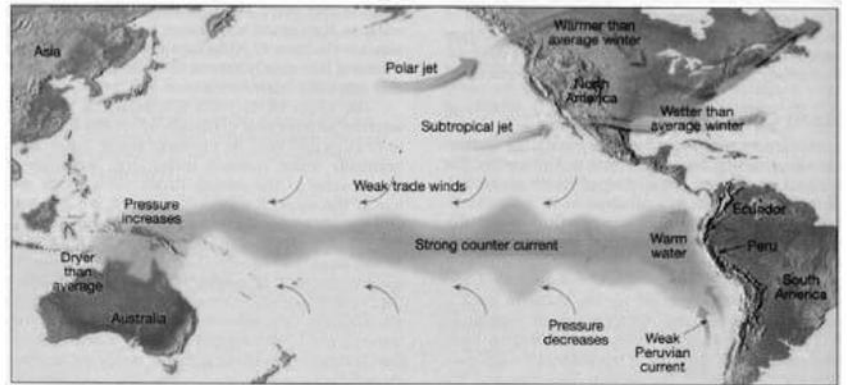 Warmer than
average winter
Asia
Polar jet
North
America
Wetter than
average winter
Subtropical jet
Weak trade winds
Pressure
increases
Ecuador
Strong counter current
Warm
water
Peru
Dryer
than
average
South
America
Australia
Pressure
decreases
Weak
Peruvian
current